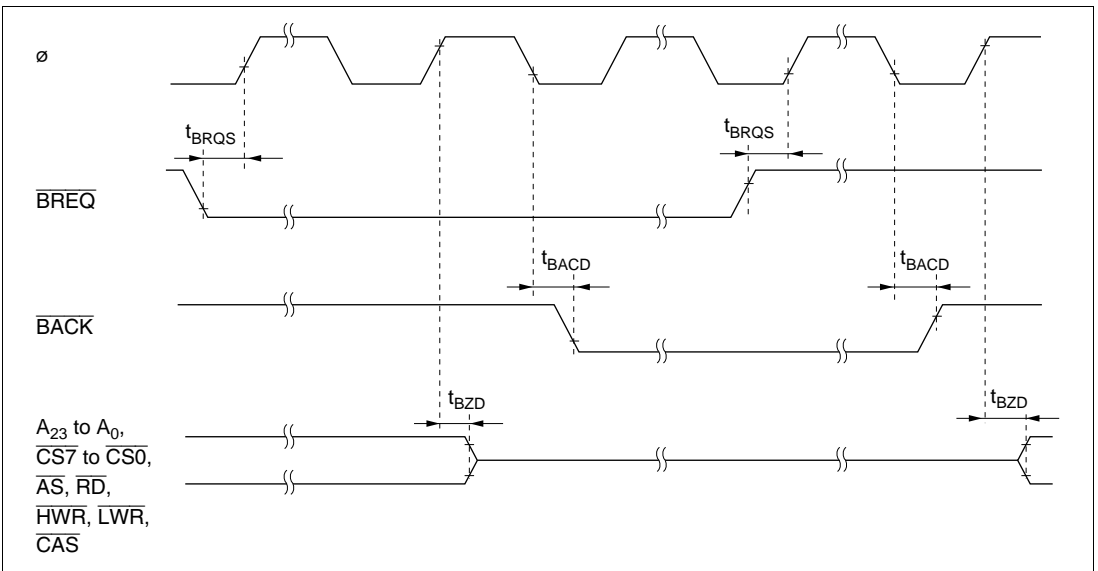 ø
tBRQS
tBRQS
BREQ
tBACD
tBACD
BACK
tBZD
tBZD
A23 to A0,
CS7 to CS0,
AS, RD,
HWR, LWR,
CAS